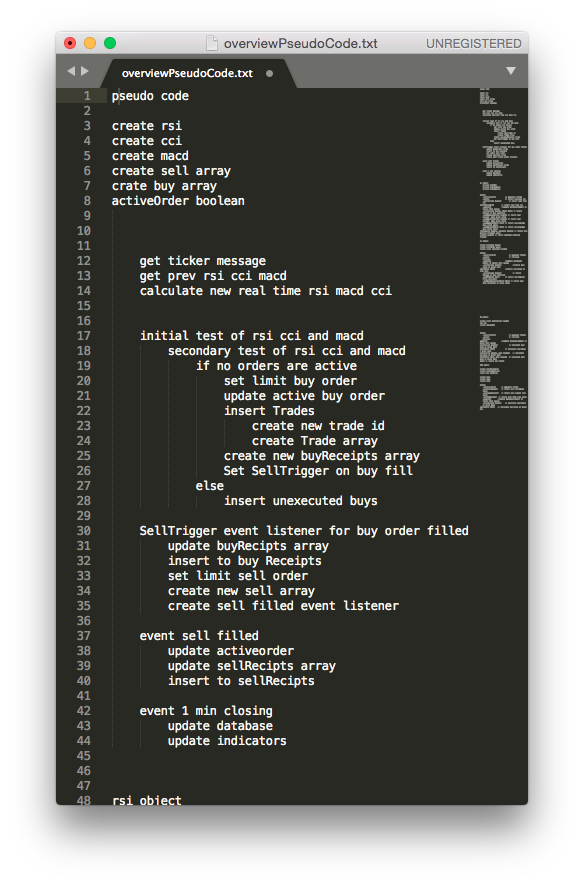 overviewPseudoCode.txt UNREGISTERED
overviewPseudoCode.txt
1 pseudo code
2
3 create rsi
4 create cci
5 create macd
6 create sell array
7 crate buy array
8 activeOrder boolean
9
10
11
12 get ticker message
13 get prev rsi cci macd
14 calculate new real time rsi macd cci
15
16
17 initial test of rsi cci and macd
18 secondary test of rsi cci and macd
19 if no orders are active
20 set limit buy order
21 update active buy order
22 insert Trades
23 create new trade id
24 create Trade array
25 create new buyReceipts array
26 Set SellTrigger on buy fill
27 else
28 insert unexecuted buys
29
30 SellTrigger event listener for buy order filled
31 update buyRecipts array
32 insert to buy Receipts
33 set limit sell order
34 create new sell array
35 create sell filled event listener
36
37 event sell filled
38 update activeorder
39 update sellRecipts array
40 insert to sellRecipts
41
42 event 1 min closing
43 update database
44 update indicators
45
46
47
48 rsi object